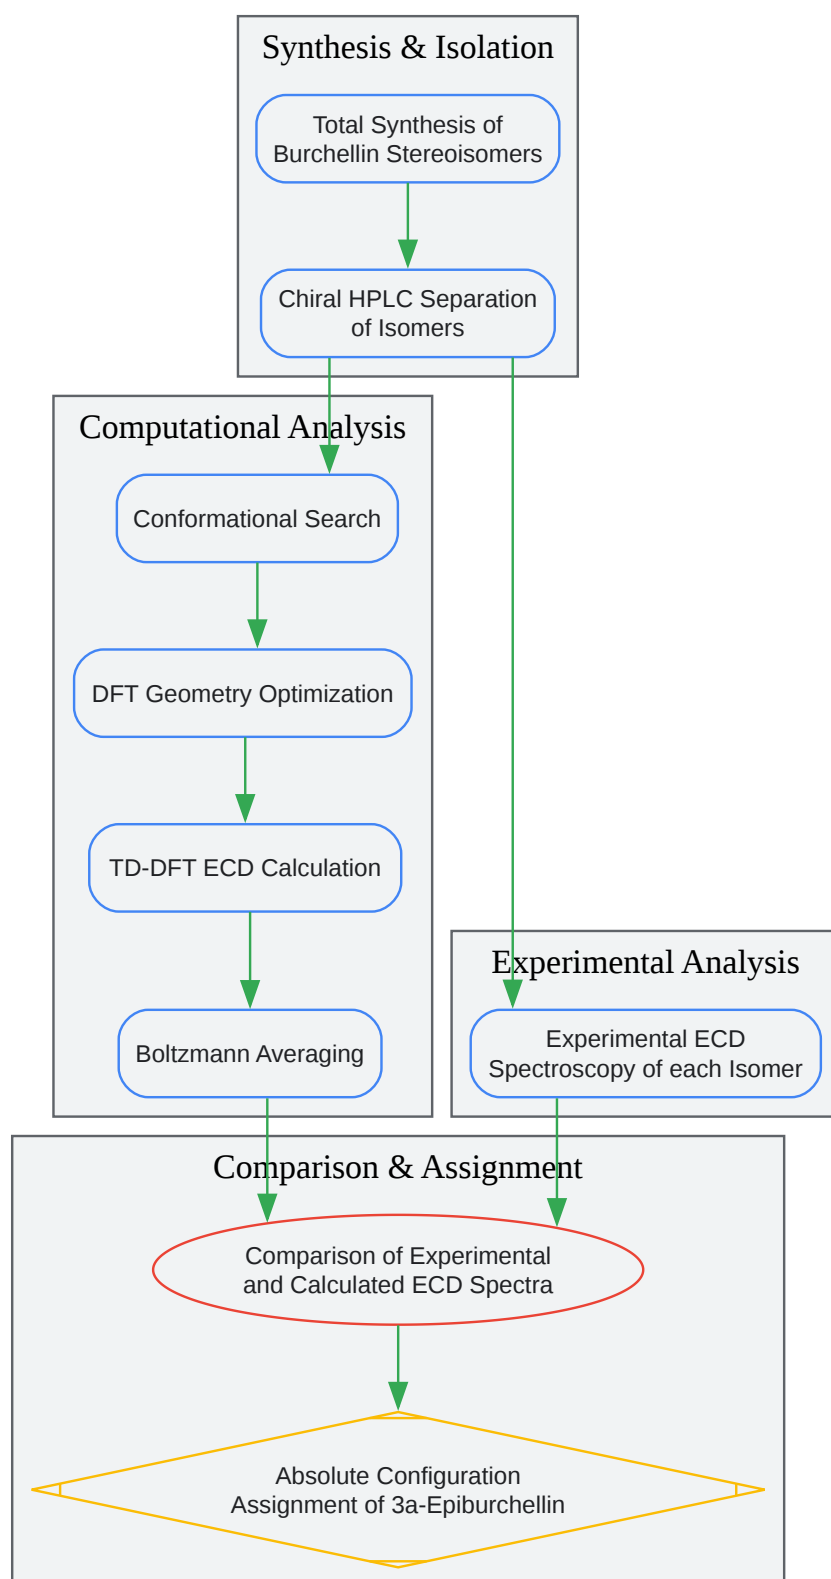 Synthesis & Isolation
Total Synthesis of
Burchellin Stereoisomers
Chiral HPLC Separation
of Isomers
Computational Analysis
Conformational Search
DFT Geometry Optimization
TD-DFT ECD Calculation
Boltzmann Averaging
Experimental Analysis
Experimental ECD
Spectroscopy of each Isomer
Comparison & Assignment
Comparison of Experimental
and Calculated ECD Spectra
Absolute Configuration
Assignment of 3a-Epiburchellin